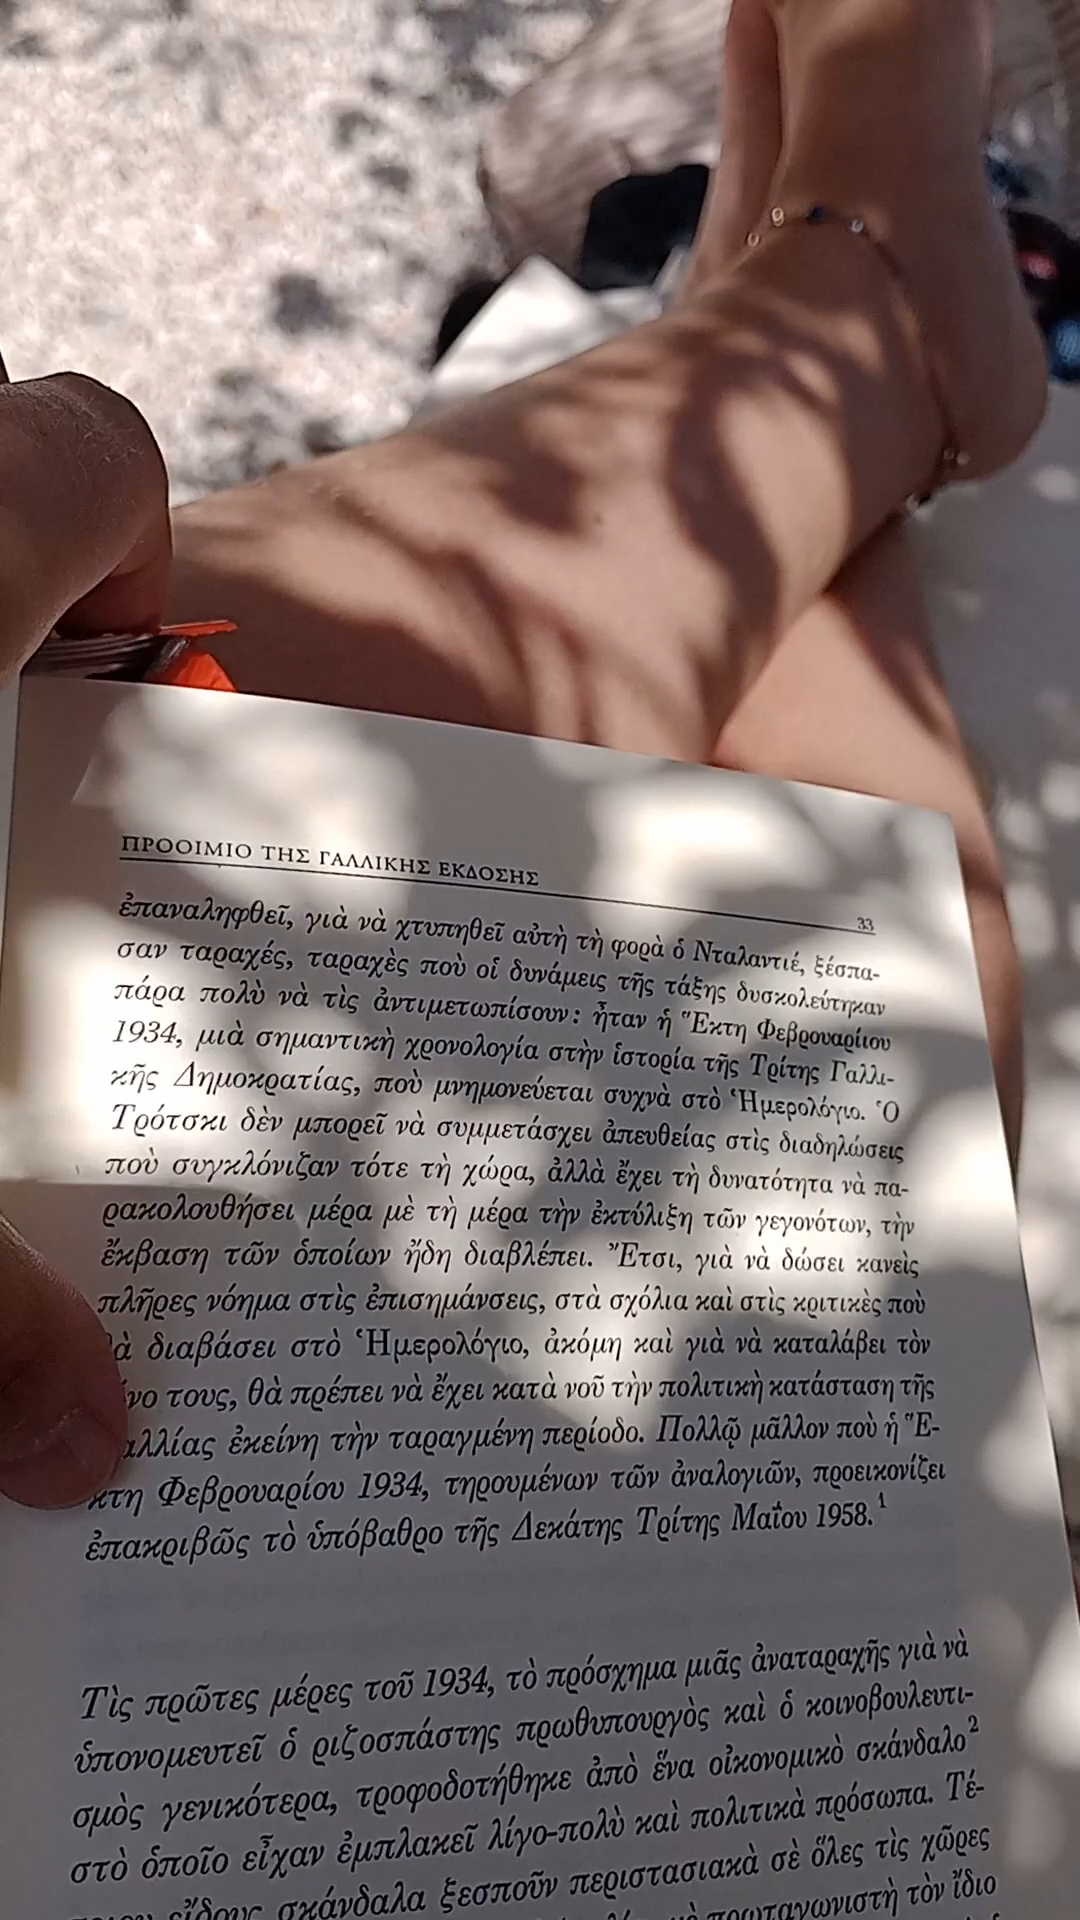 ΠΡΟΟΙΜΙΟ ΤΗΣ ΓΑΛΛΙΚΗΣ ΕΚΔΟΣΗΣ
33
ἐπαναληφθεῖ, γιὰ νὰ χτυπηθεῖ αὐτὴ τὴ φορὰ ὁ Νταλαντιέ, ξέσπα-
σαν ταραχές, ταραχὲς ποὺ οἱ δυνάμεις τῆς τάξης δυσκολεύτηκαν
πάρα πολὺ νὰ τὶς ἀντιμετωπίσουν: ἦταν ἡ Ἕκτη Φεβρουαρίου
1934, μιὰ σημαντικὴ χρονολογία στὴν ἱστορία τῆς Τρίτης Γαλλι-
κῆς Δημοκρατίας, ποὺ μνημονεύεται συχνὰ στὸ Ἡμερολόγιο. Ὁ
Τρότσκι δὲν μπορεῖ νὰ συμμετάσχει ἀπευθείας στὶς διαδηλώσεις
ποὺ συγκλόνιζαν τότε τὴ χώρα, ἀλλὰ ἔχει τὴ δυνατότητα νὰ πα-
ρακολουθήσει μέρα μὲ τὴ μέρα τὴν ἐκτύλιξη τῶν γεγονότων, τὴν
ἔκβαση τῶν ὁποίων ἤδη διαβλέπει. Ἔτσι, γιὰ νὰ δώσει κανεὶς
πλῆρες νόημα στὶς ἐπισημάνσεις, στὰ σχόλια καὶ στὶς κριτικὲς ποὺ
διαβάσει στὸ Ἡμερολόγιο, ἀκόμη καὶ γιὰ νὰ καταλάβει τὸν
τους, θὰ πρέπει νὰ ἔχει κατὰ νοῦ τὴν πολιτικὴ κατάσταση τῆς
αλλίας ἐκείνη τὴν ταραγμένη περίοδο. Πολλῷ μᾶλλον ποὺ ἡ Ἕ-
κτη Φεβρουαρίου 1934, τηρουμένων τῶν ἀναλογιῶν, προεικονίζει
ἐπακριβῶς τὸ ὑπόβαθρο τῆς Δεκάτης Τρίτης Μαΐου 1958.¹
Τὶς πρῶτες μέρες τοῦ 1934, τὸ πρόσχημα μιᾶς ἀναταραχῆς γιὰ νὰ
ὑπονομευτεῖ ὁ ριζοσπάστης πρωθυπουργὸς καὶ ὁ κοινοβουλευτι-
σμὸς γενικότερα, τροφοδοτήθηκε ἀπὸ ἕνα οἰκονομικὸ σκάνδαλο²
στὸ ὁποῖο εἶχαν ἐμπλακεῖ λίγο-πολὺ καὶ πολιτικὰ πρόσωπα. Τέ-
εἴδους σκάνδαλα ξεσποῦν περιστασιακὰ σὲ ὅλες τὶς χῶρες
πρωταγωνιστὴ τὸν ἴδιο